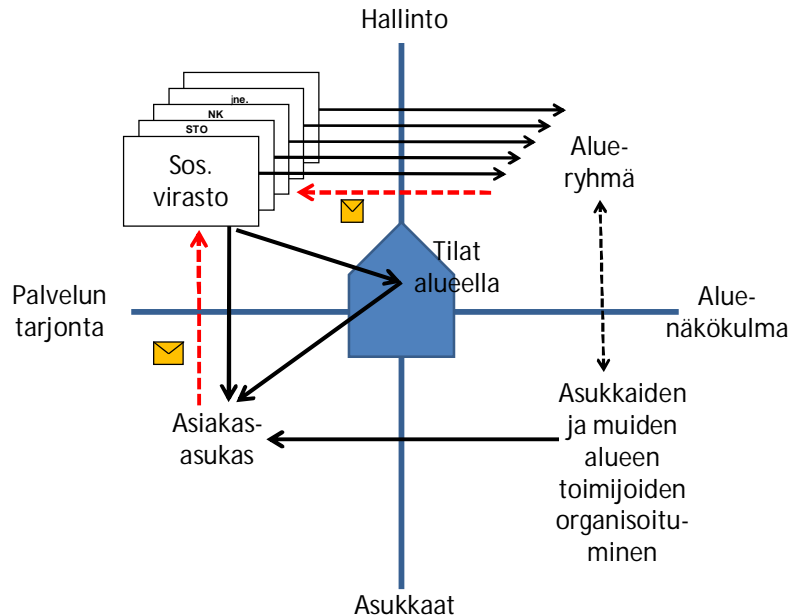 Hallinto
jne.
NK
STO
Sos.
virasto
Alue-
ryhmä
Tilat
alueella
Palvelun
tarjonta
Alue-
näkökulma
Asiakas-
asukas
Asukkaiden
ja muiden
alueen
toimijoiden
organisoitu-
minen
Asukkaat